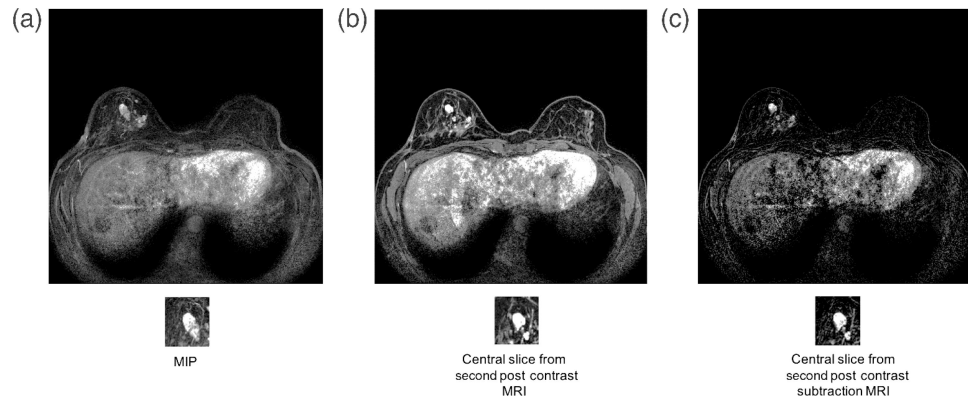 (a)
(b)
(c)
MIP
Central slice from
second post contrast
MRI
Central slice from
second post contrast
subtraction MRI